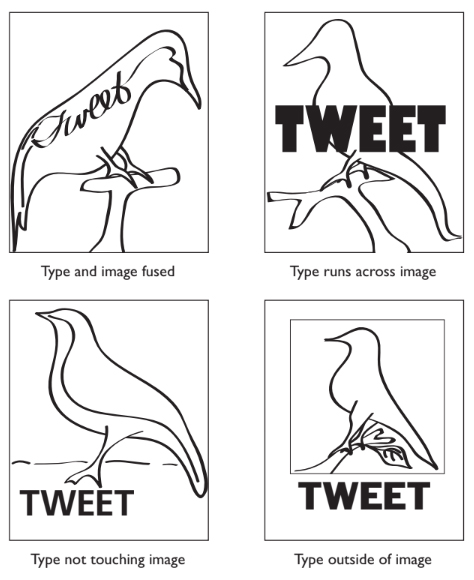 Tweet
TWEET
Type and image fused
Type runs across image
TWEET
TWEET
Type not touching image
Type outside of image